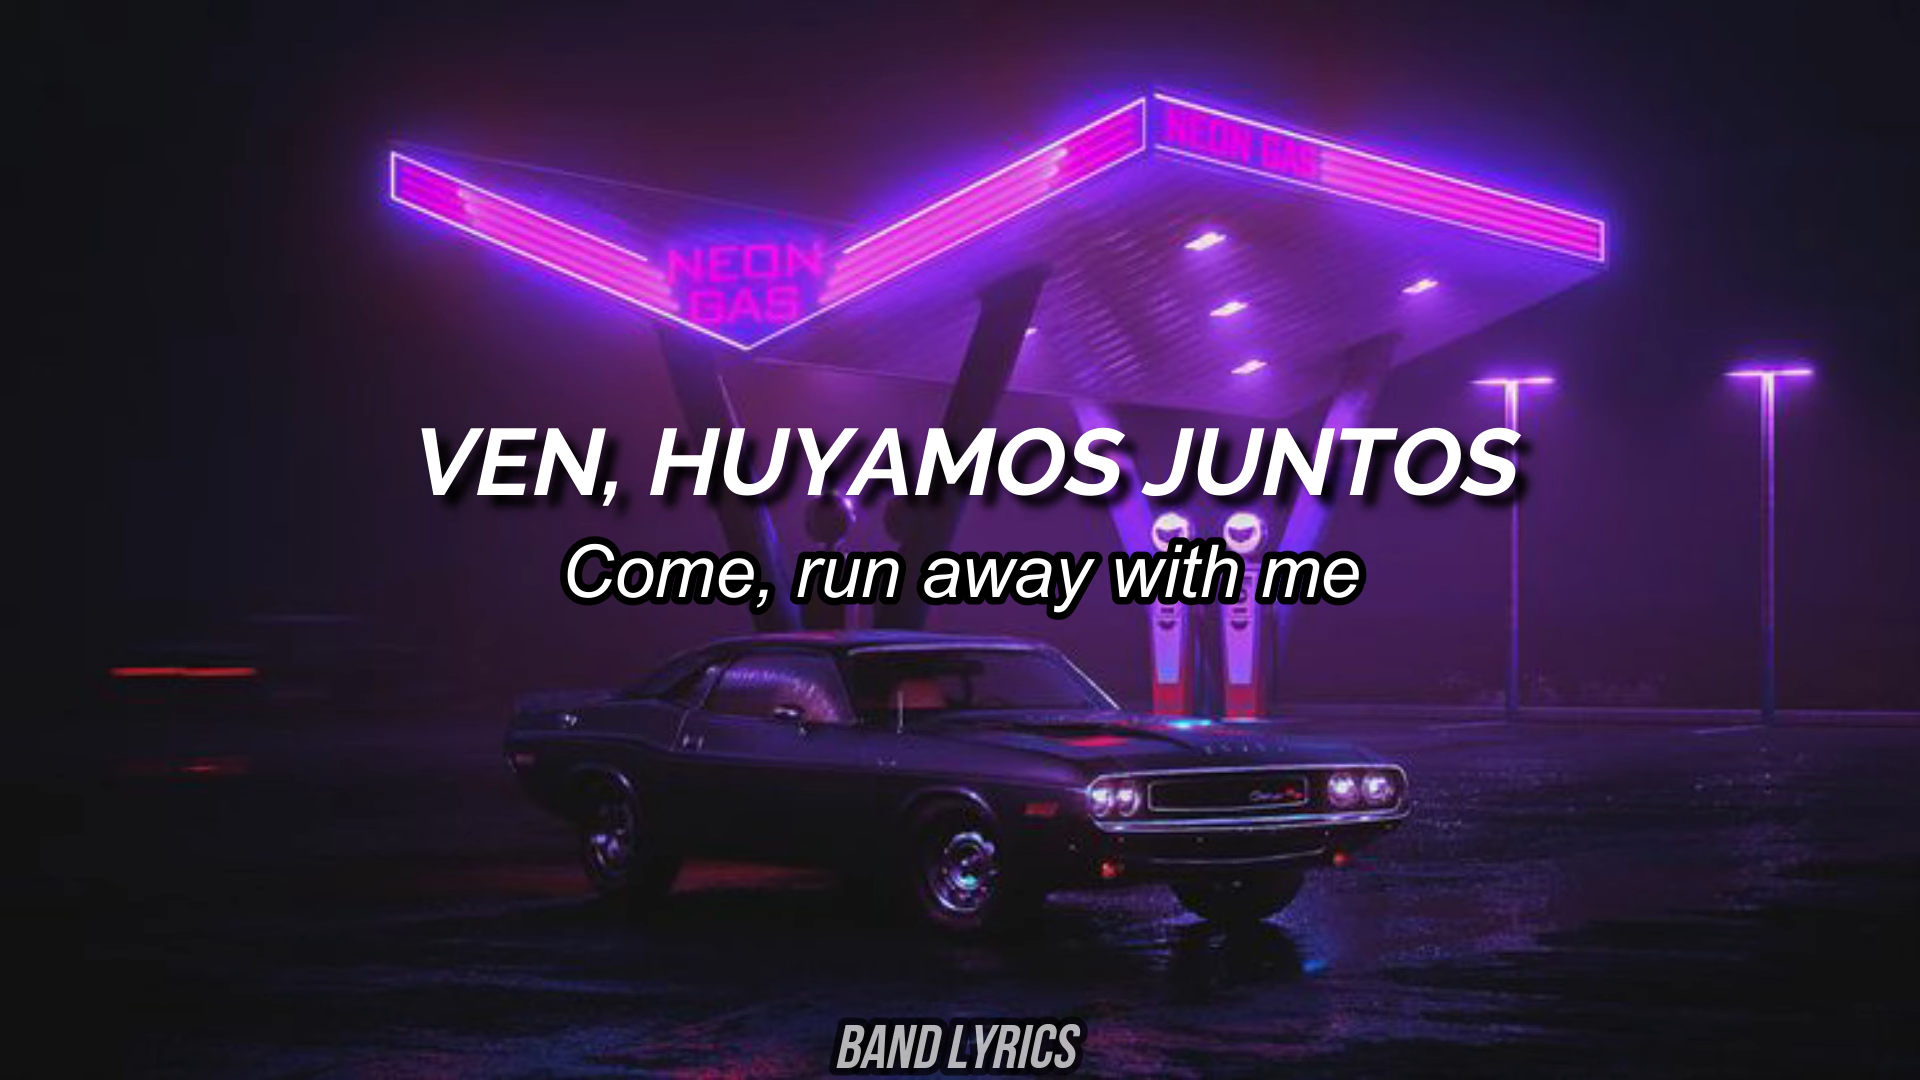 NEON GAS
NEON
GAS
VEN, HUYAMOS JUNTOS
Come, run away with me
BAND LYRICS